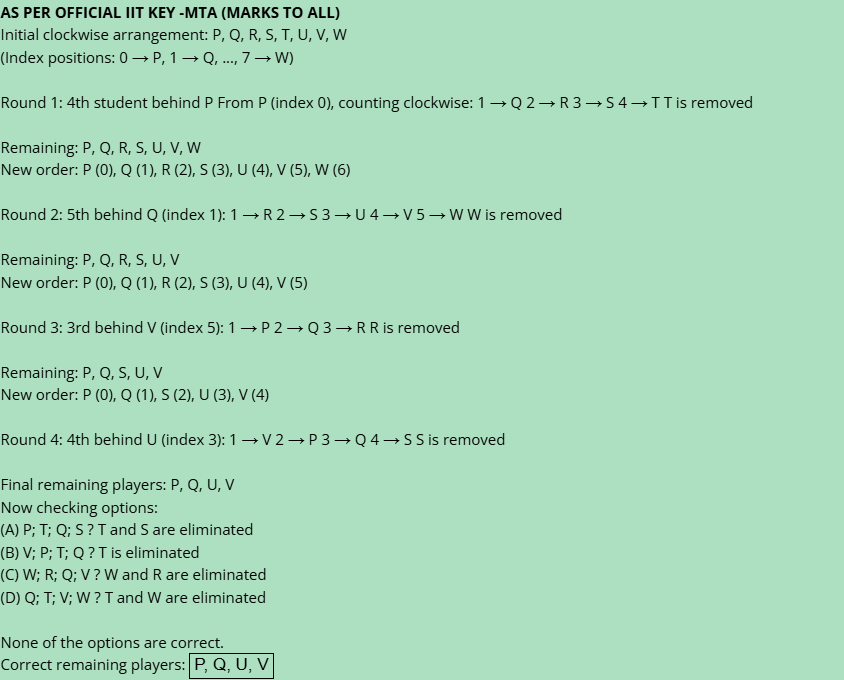 AS PER OFFICIAL IIT KEY -MTA (MARKS TO ALL)
Initial clockwise arrangement: P, Q, R, S, T, U, V, W
(Index positions: 0 → P, 1 → Q, ..., 7 → W)
Round 1: 4th student behind P From P (index 0), counting clockwise: 1 → Q 2 → R 3 → S 4 → T T is removed
Remaining: P, Q, R, S, U, V, W
New order: P (0), Q (1), R (2), S (3), U (4), V (5), W (6)
Round 2: 5th behind Q (index 1): 1 → R 2 → S 3 → U 4 → V 5 → W W is removed
Remaining: P, Q, R, S, U, V
New order: P (0), Q (1), R (2), S (3), U (4), V (5)
Round 3: 3rd behind V (index 5): 1 → P 2 → Q 3 → R R is removed
Remaining: P, Q, S, U, V
New order: P (0), Q (1), S (2), U (3), V (4)
Round 4: 4th behind U (index 3): 1 → V 2 → P 3 → Q 4 → S S is removed
Final remaining players: P, Q, U, V
Now checking options:
(A) P; T; Q; S ? T and S are eliminated
(B) V; P; T; Q ? T is eliminated
(C) W; R; Q; V ? W and R are eliminated
(D) Q; T; V; W ? T and W are eliminated
None of the options are correct.
Correct remaining players: P, Q, U, V